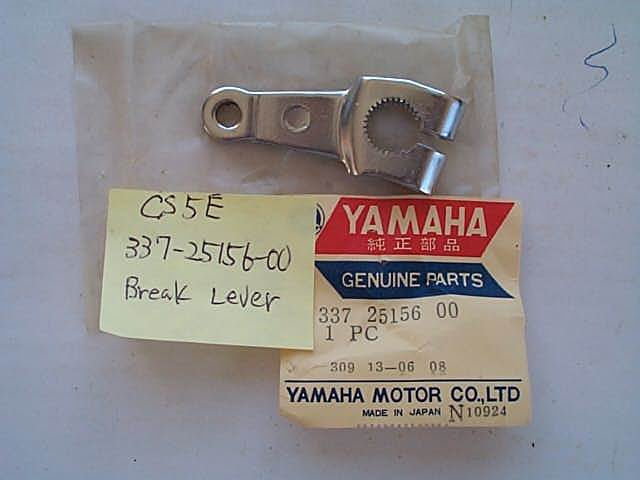 CS5E
337-25156-00
Break Lever
YAMAHA
純正部品
GENUINE PARTS
337 25156 00
1 PC
309 13-06 08
YAMAHA MOTOR CO.,LTD
MADE IN JAPAN N10924